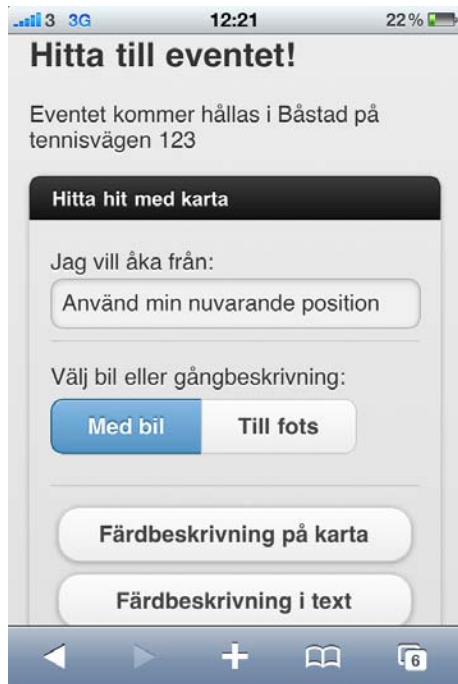 3 3G 12:21 22%
Hitta till eventet!
Eventet kommer hållas i Båstad på
tennisvägen 123
Hitta hit med karta
Jag vill åka från:
Använd min nuvarande position
Välj bil eller gångbeskrivning:
Med bil Till fots
Färdbeskrivning på karta
Färdbeskrivning i text
6